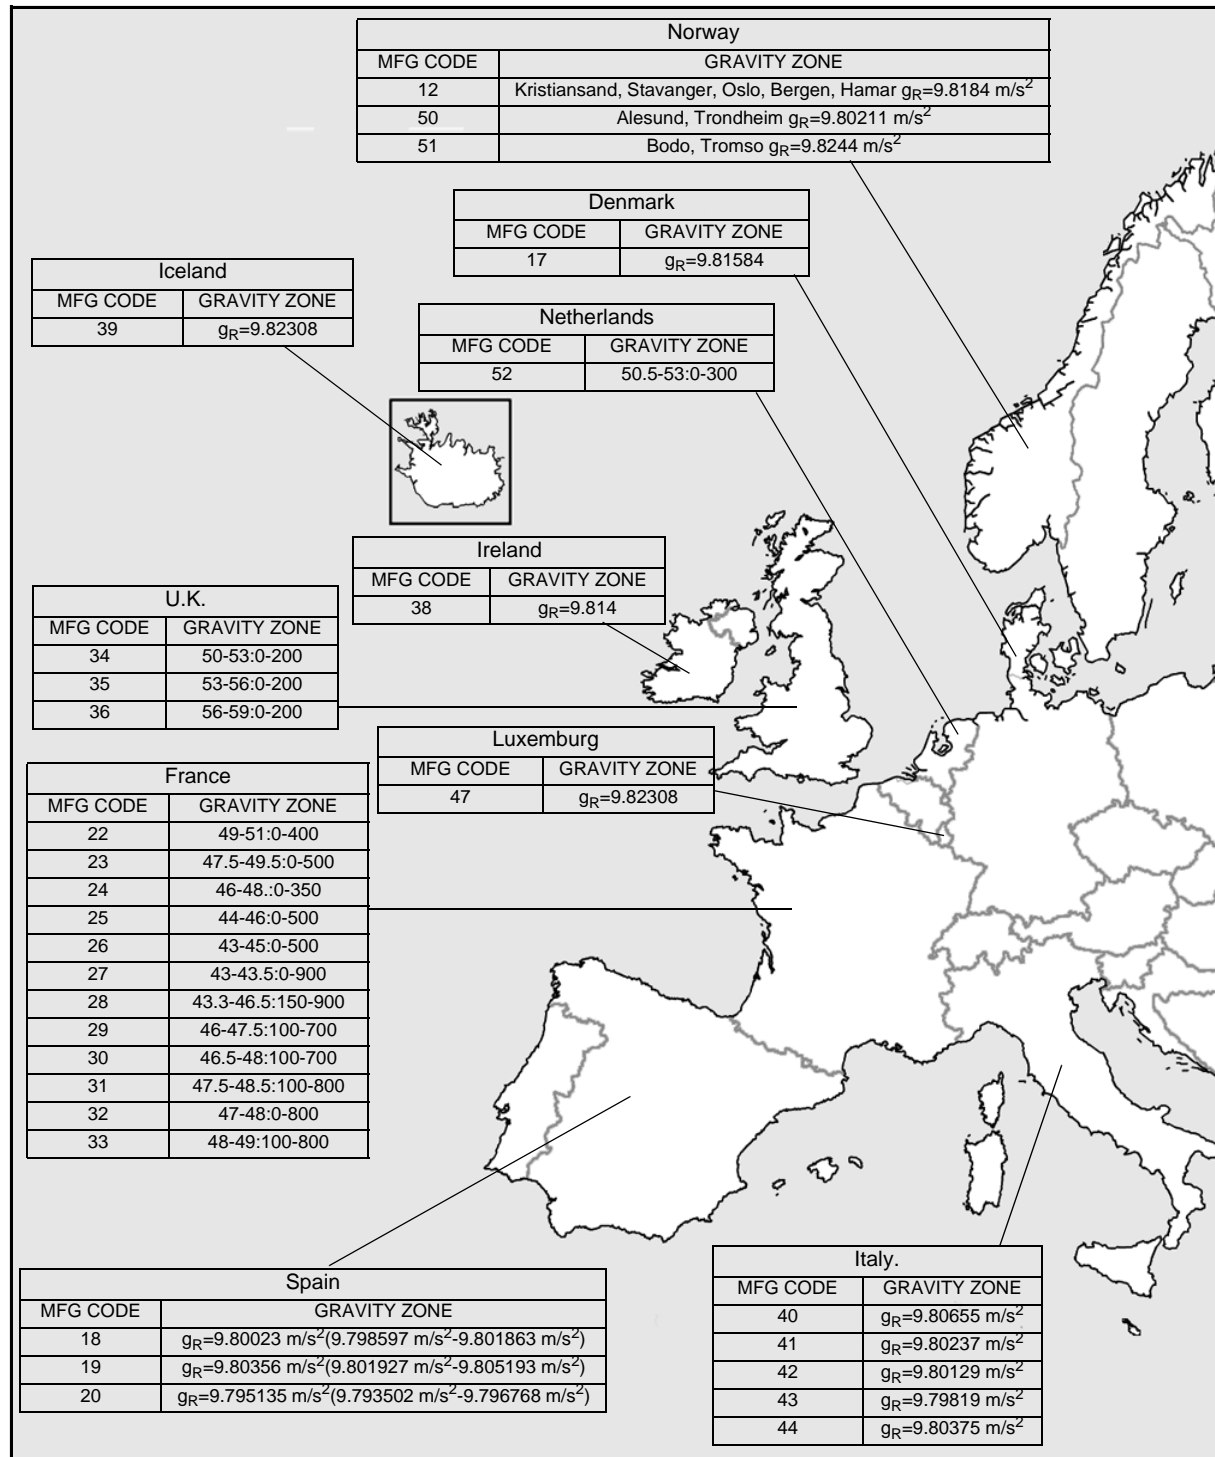 Norway
MFG CODE GRAVITY ZONE
12 Kristiansand, Stavanger, Oslo, Bergen, Hamar gR=9.8184 m/s2
50 Alesund, Trondheim gR=9.80211 m/s2
51 Bodo, Tromso gR=9.8244 m/s2
Denmark
MFG CODE GRAVITY ZONE
17 gR=9.81584
Iceland
MFG CODE GRAVITY ZONE
39 gR=9.82308
Netherlands
MFG CODE GRAVITY ZONE
52 50.5-53:0-300
Ireland
MFG CODE GRAVITY ZONE
38 gR=9.814
U.K.
MFG CODE GRAVITY ZONE
34 50-53:0-200
35 53-56:0-200
36 56-59:0-200
Luxemburg
MFG CODE GRAVITY ZONE
47 gR=9.82308
France
MFG CODE GRAVITY ZONE
22 49-51:0-400
23 47.5-49.5:0-500
24 46-48.:0-350
25 44-46:0-500
26 43-45:0-500
27 43-43.5:0-900
28 43.3-46.5:150-900
29 46-47.5:100-700
30 46.5-48:100-700
31 47.5-48.5:100-800
32 47-48:0-800
33 48-49:100-800
Spain
MFG CODE GRAVITY ZONE
18 gR=9.80023 m/s2(9.798597 m/s2-9.801863 m/s2)
19 gR=9.80356 m/s2(9.801927 m/s2-9.805193 m/s2)
20 gR=9.795135 m/s2(9.793502 m/s2-9.796768 m/s2)
Italy.
MFG CODE GRAVITY ZONE
40 gR=9.80655 m/s2
41 gR=9.80237 m/s2
42 gR=9.80129 m/s2
43 gR=9.79819 m/s2
44 gR=9.80375 m/s2